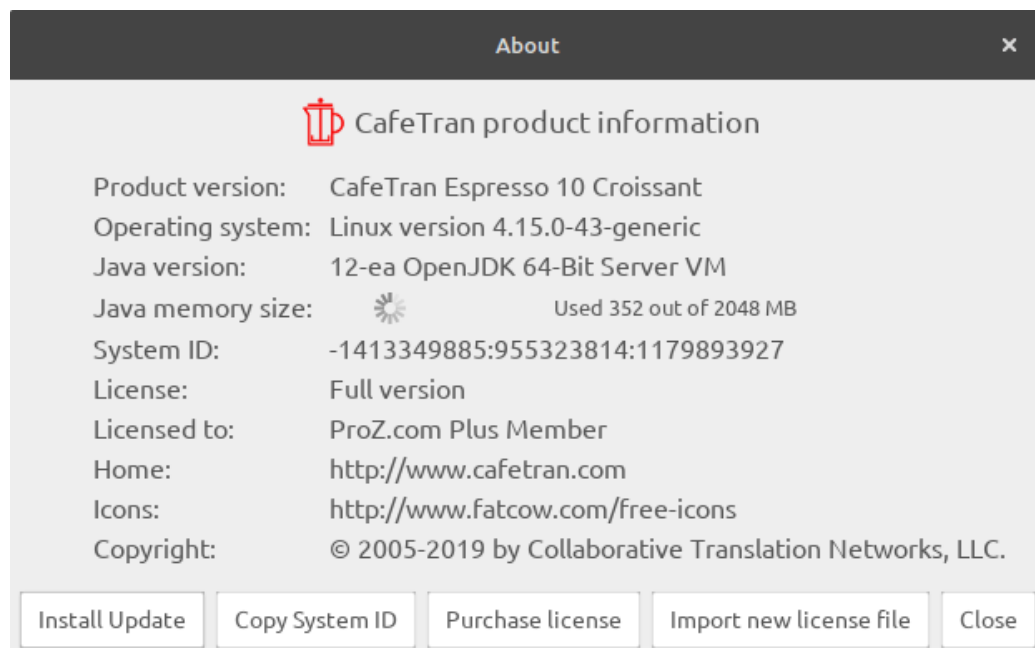 About
CafeTran product information
Product version: CafeTran Espresso 10 Croissant
Operating system: Linux version 4.15.0-43-generic
Java version: 12-ea OpenJDK 64-Bit Server VM
Java memory size: Used 352 out of 2048 MB
System ID: -1413349885:955323814:1179893927
License: Full version
Licensed to: ProZ.com Plus Member
Home: http://www.cafetran.com
Icons: http://www.fatcow.com/free-icons
Copyright: © 2005-2019 by Collaborative Translation Networks, LLC.
Install Update Copy System ID Purchase license Import new license file Close